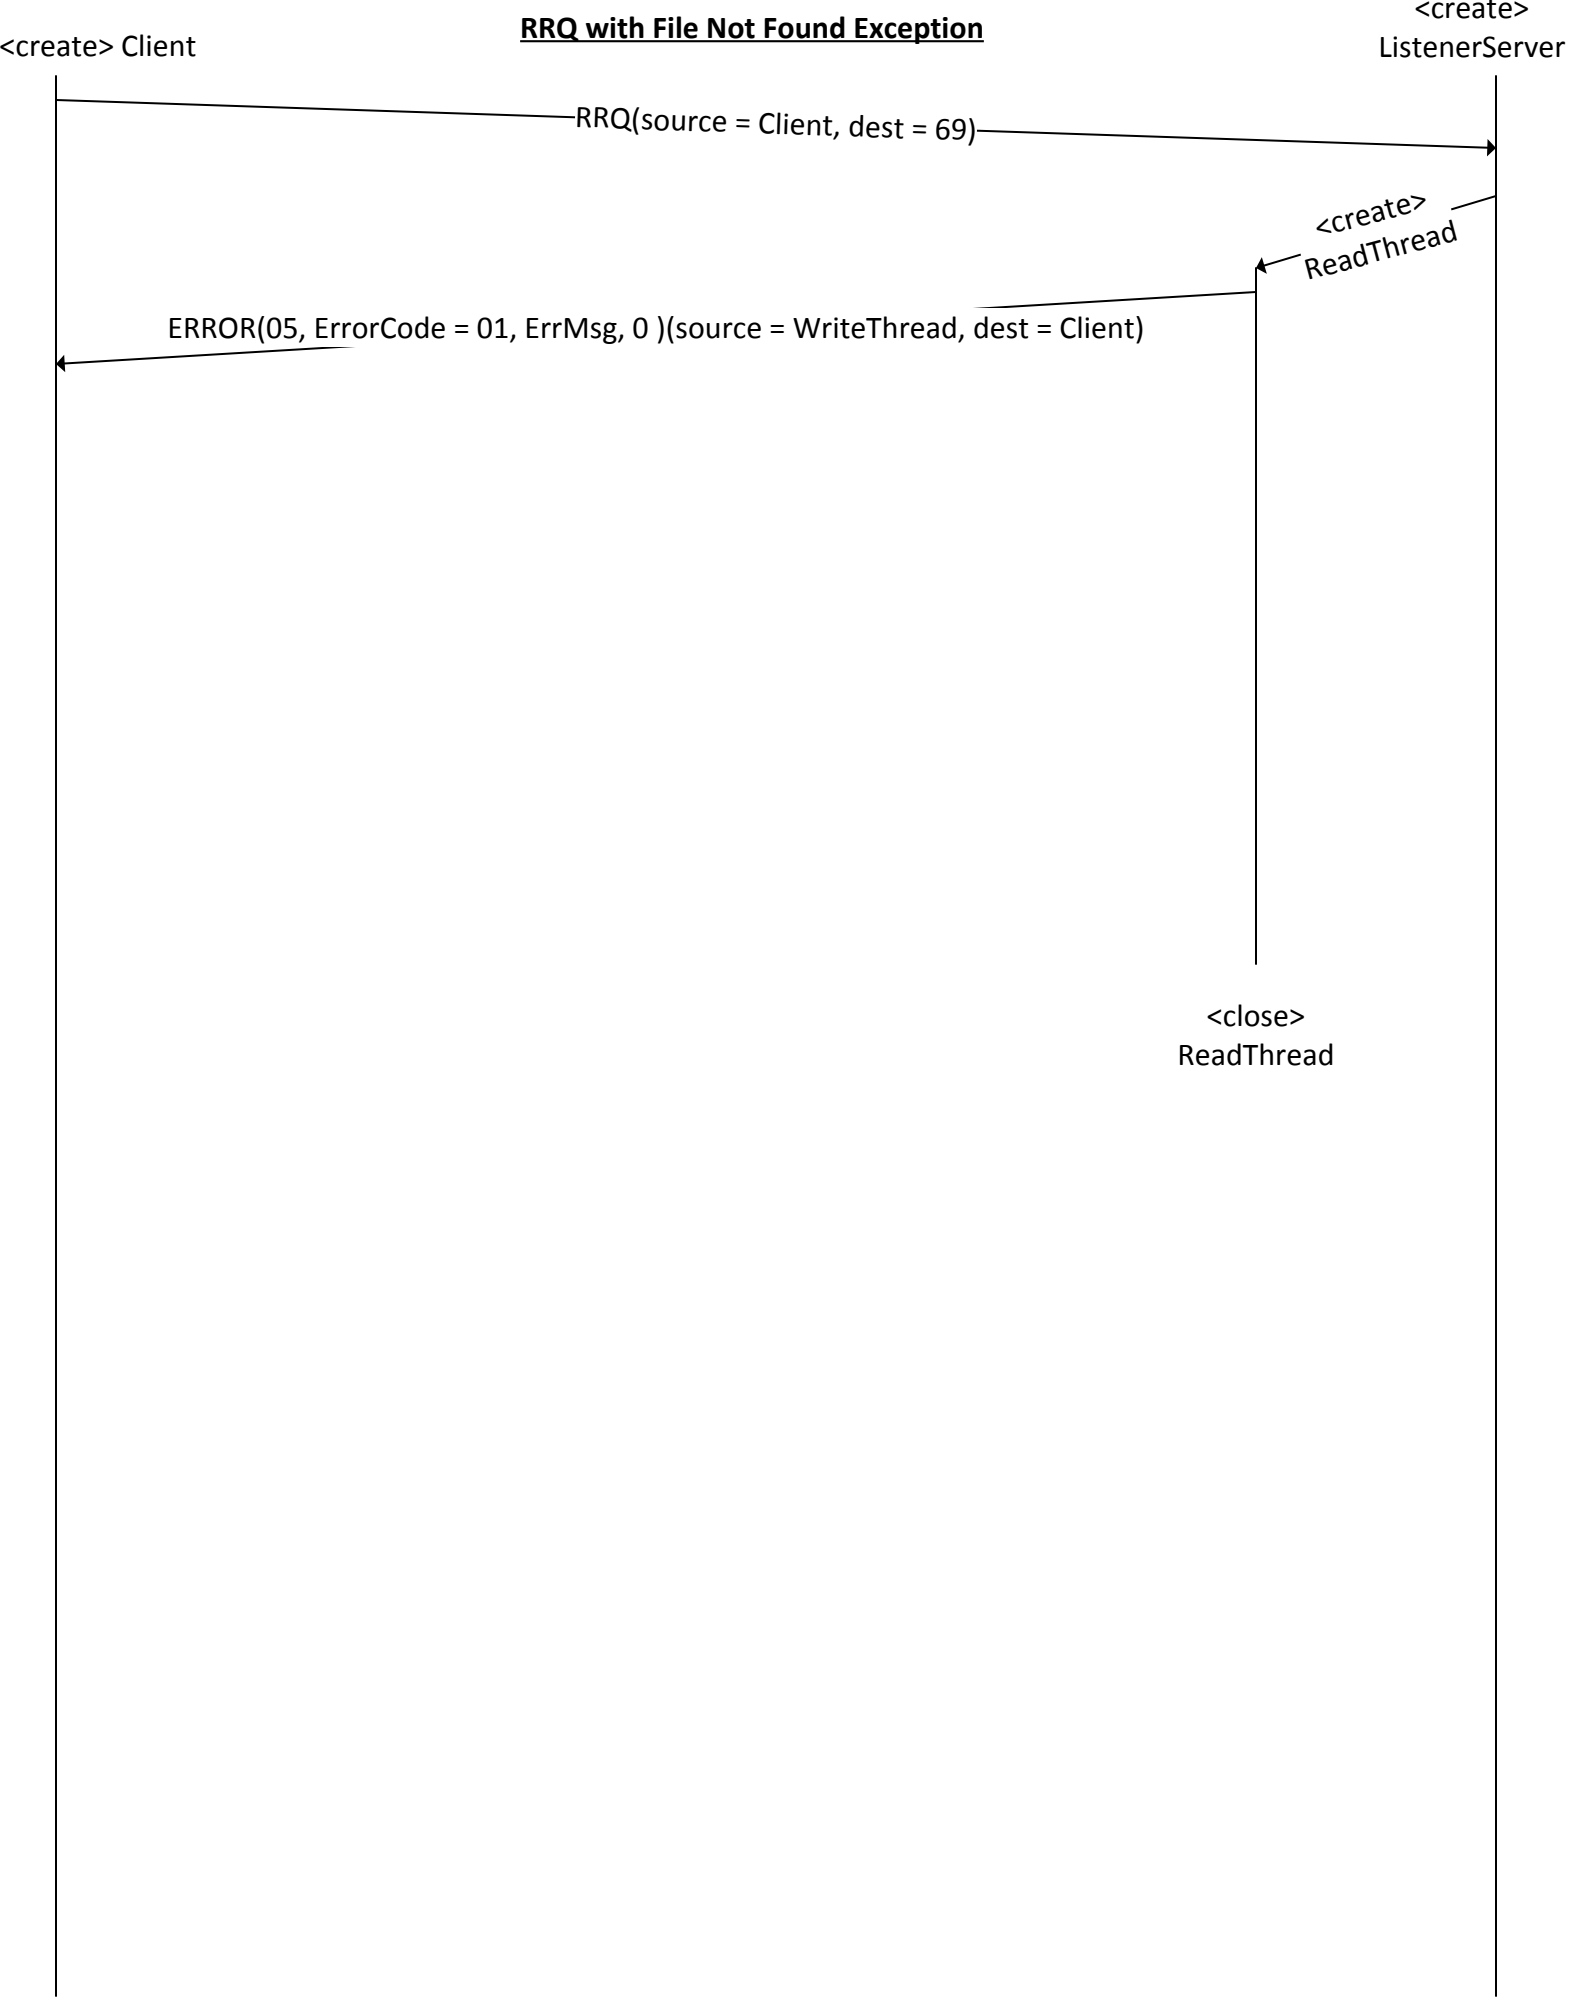 RRQ with File Not Found Exception
<create> Client
<create>
ListenerServer
RRQ(source = Client, dest = 69)
<create>
ReadThread
ERROR(05, ErrorCode = 01, ErrMsg, 0 )(source = WriteThread, dest = Client)
<close>
ReadThread